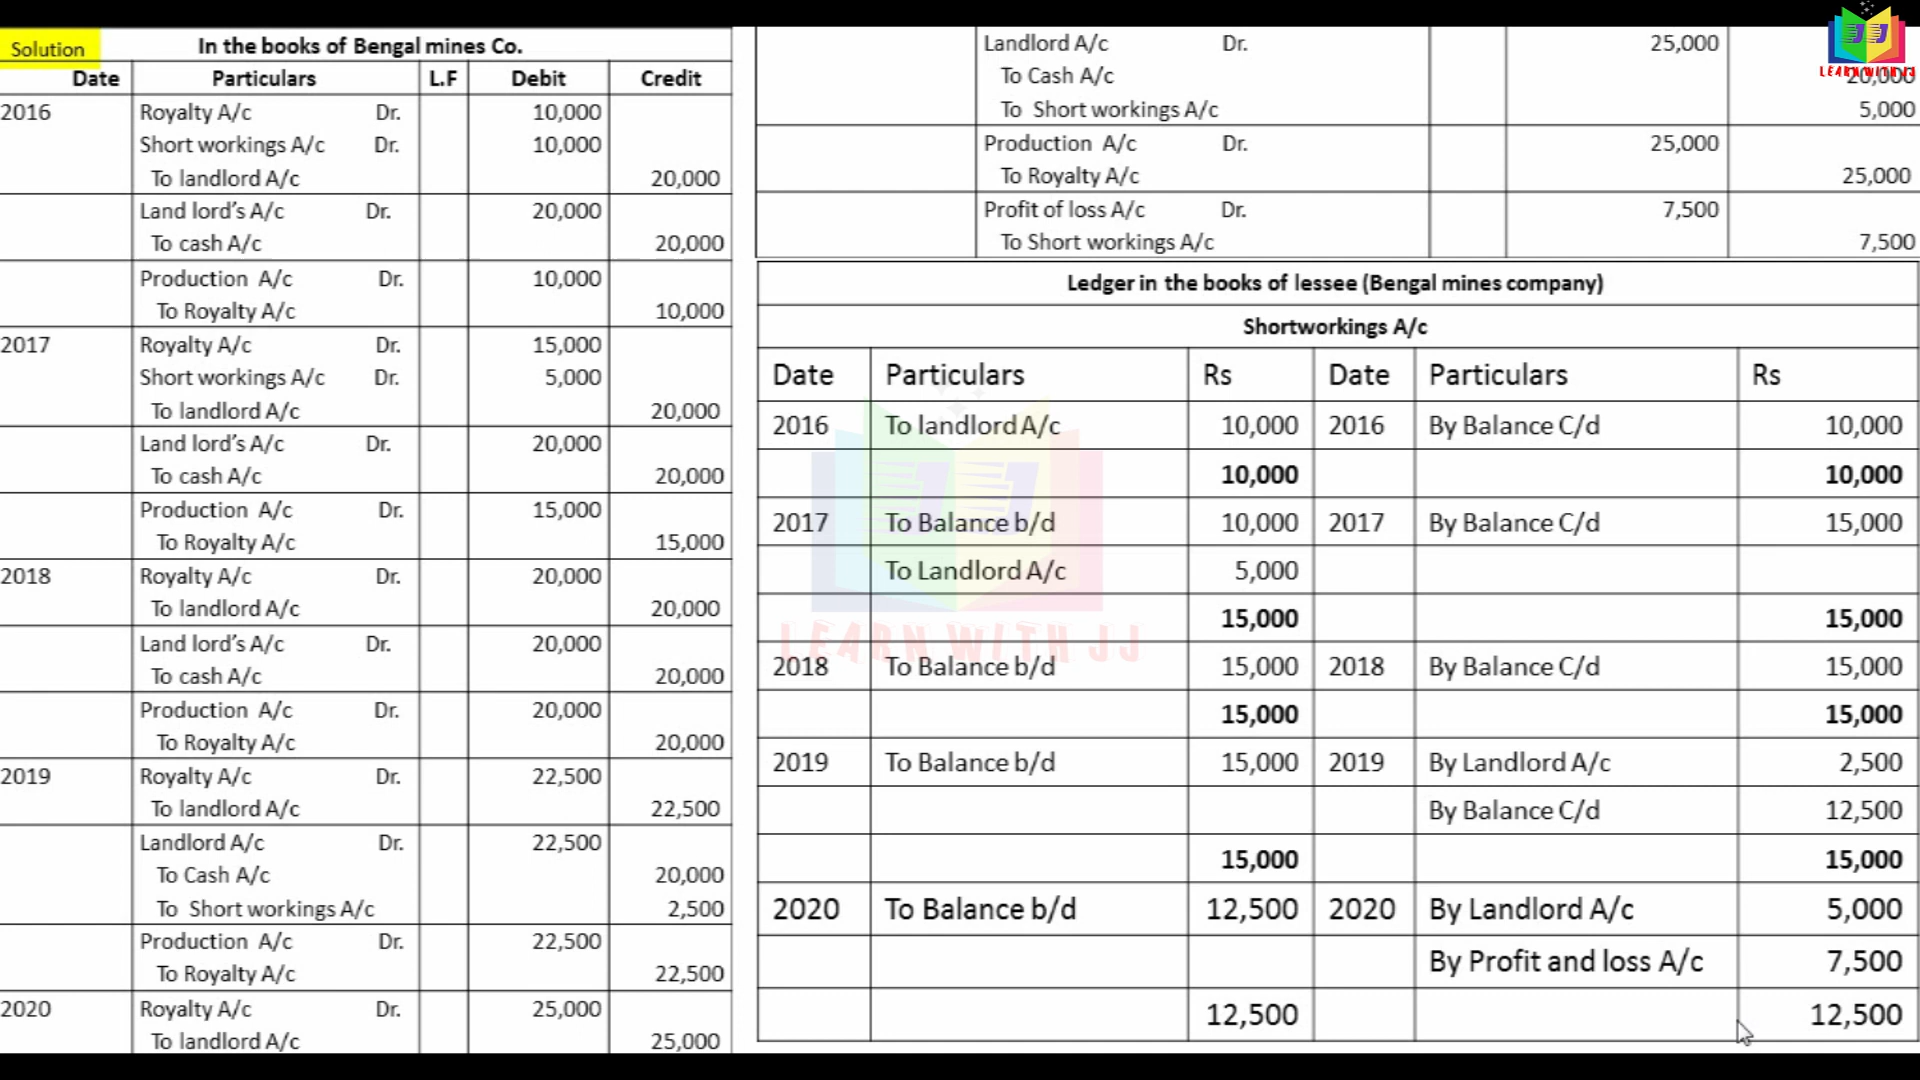 Solution
In the books of Bengal mines Co.
Date Particulars L.F Debit Credit
2016 Royalty A/c Dr. 10,000
Short workings A/c Dr. 10,000
To landlord A/c 20,000
Land lord's A/c Dr. 20,000
To cash A/c 20,000
Production A/c Dr. 10,000
To Royalty A/c 10,000
2017 Royalty A/c Dr. 15,000
Short workings A/c Dr. 5,000
To landlord A/c 20,000
Land lord's A/c Dr. 20,000
To cash A/c 20,000
Production A/c Dr. 15,000
To Royalty A/c 15,000
2018 Royalty A/c Dr. 20,000
To landlord A/c 20,000
Land lord's A/c Dr. 20,000
To cash A/c 20,000
Production A/c Dr. 20,000
To Royalty A/c 20,000
2019 Royalty A/c Dr. 22,500
To landlord A/c 22,500
Landlord A/c Dr. 22,500
To Cash A/c 20,000
To Short workings A/c 2,500
Production A/c Dr. 22,500
To Royalty A/c 22,500
2020 Royalty A/c Dr. 25,000
To landlord A/c 25,000
Landlord A/c Dr. 25,000
To Cash A/c 20,000
To Short workings A/c 5,000
Production A/c Dr. 25,000
To Royalty A/c 25,000
Profit of loss A/c Dr. 7,500
To Short workings A/c 7,500
Ledger in the books of lessee (Bengal mines company)
Shortworkings A/c
Date Particulars Rs Date Particulars Rs
2016 To landlord A/c 10,000 2016 By Balance C/d 10,000
10,000 10,000
2017 To Balance b/d 10,000 2017 By Balance C/d 15,000
To Landlord A/c 5,000
15,000 15,000
2018 To Balance b/d 15,000 2018 By Balance C/d 15,000
15,000 15,000
2019 To Balance b/d 15,000 2019 By Landlord A/c 2,500
By Balance C/d 12,500
15,000 15,000
2020 To Balance b/d 12,500 2020 By Landlord A/c 5,000
By Profit and loss A/c 7,500
12,500 12,500
JJ
LEARN WITH JJ
JJ
LEARN WITH JJ